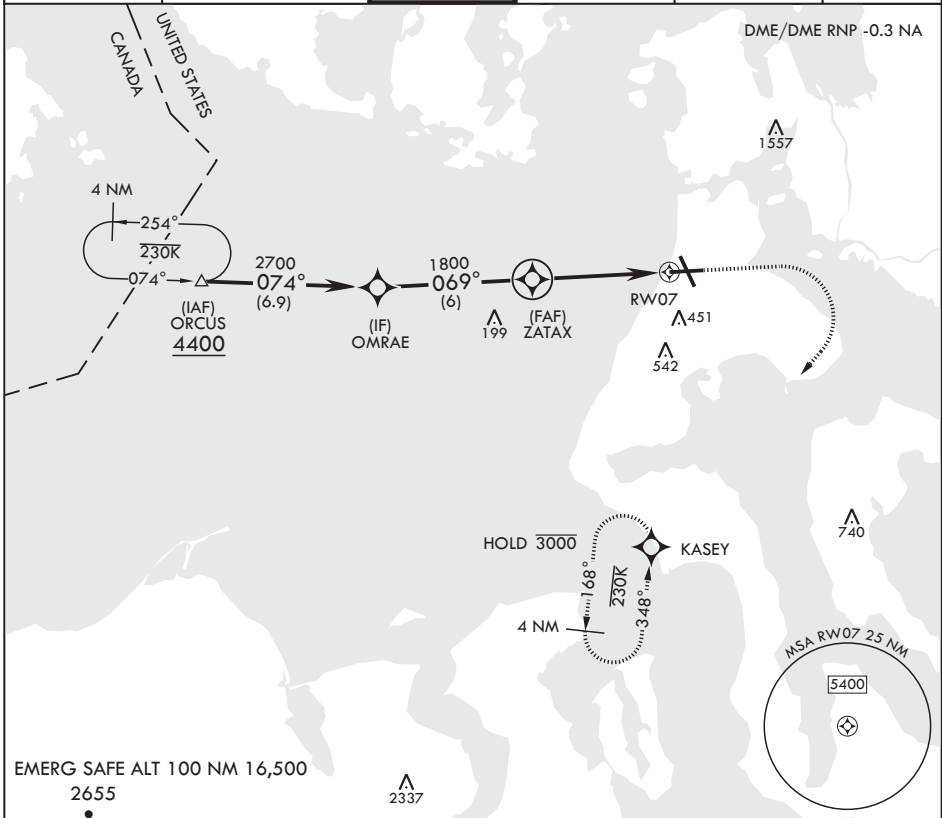 DME/DME RNP -0.3 NA
UNITED STATES
CANADA
1557
4 NM
254°
230K
074°
2700
074°
(6.9)
1800
069°
(6)
(IAF)
ORCUS
4400
(IF)
OMRAE
199
(FAF)
ZATAX
RW07
451
542
HOLD 3000
KASEY
168°
230K
348°
4 NM
740
MSA RW07 25 NM
5400
EMERG SAFE ALT 100 NM 16,500
2655
2337